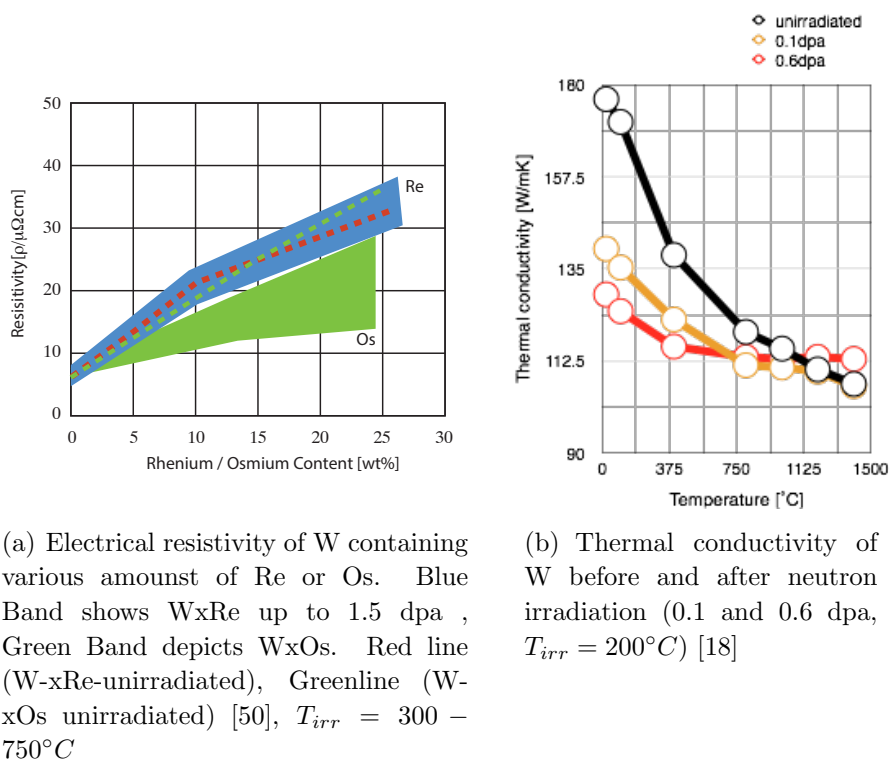 unirradiated
0.1dpa
0.6dpa
50
40
30
20
10
0
0
5
10
15
20
25
30
Resisitivity[ρ/μΩcm]
Rhenium / Osmium Content [wt%]
Re
Os
180
157.5
135
112.5
90
0
375
750
1125
1500
Thermal conductivity [W/mK]
Temperature [°C]
(a) Electrical resistivity of W containing
various amounst of Re or Os. Blue
Band shows WxRe up to 1.5 dpa ,
Green Band depicts WxOs. Red line
(W-xRe-unirradiated), Greenline (W-
xOs unirradiated) [50], T_irr = 300 −
750°C
(b) Thermal conductivity of
W before and after neutron
irradiation (0.1 and 0.6 dpa,
T_irr = 200°C) [18]